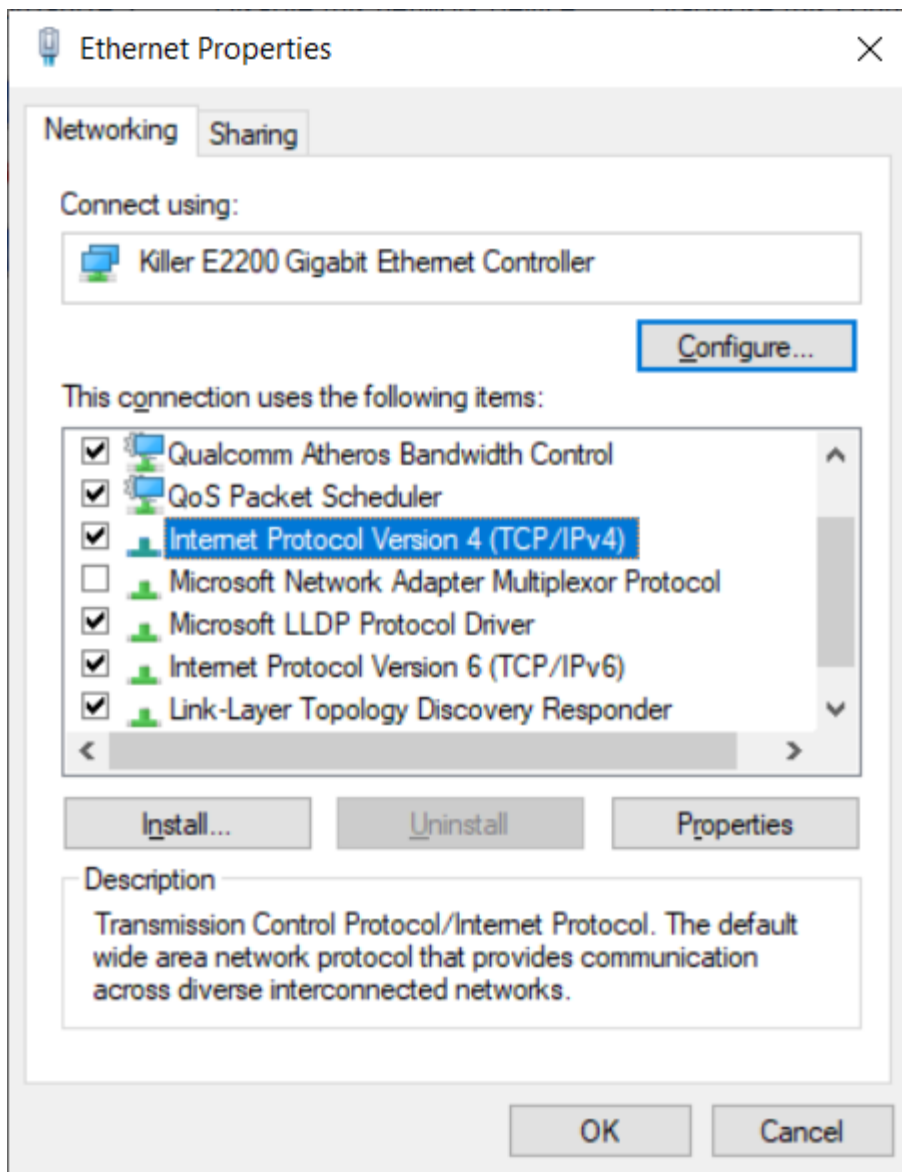 Ethernet Properties
Networking
Sharing
Connect using:
Killer E2200 Gigabit Ethernet Controller
Configure...
This connection uses the following items:
Qualcomm Atheros Bandwidth Control
QoS Packet Scheduler
Internet Protocol Version 4 (TCP/IPv4)
Microsoft Network Adapter Multiplexor Protocol
Microsoft LLDP Protocol Driver
Internet Protocol Version 6 (TCP/IPv6)
Link-Layer Topology Discovery Responder
Install...
Uninstall
Properties
Description
Transmission Control Protocol/Internet Protocol. The default
wide area network protocol that provides communication
across diverse interconnected networks.
OK
Cancel